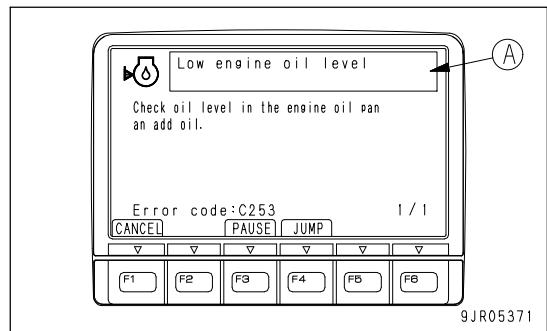 Low engine oil level
A
Check oil level in the engine oil pan
an add oil.
Error code:C253 1/1
CANCEL PAUSE JUMP
F1 F2 F3 F4 F5 F6
9JR05371